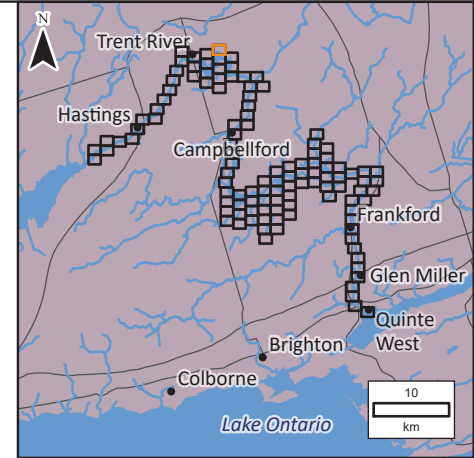 N
Trent River
Hastings
Campbellford
Frankford
Glen Miller
Quinte
West
Brighton
Colborne
10
km
Lake Ontario